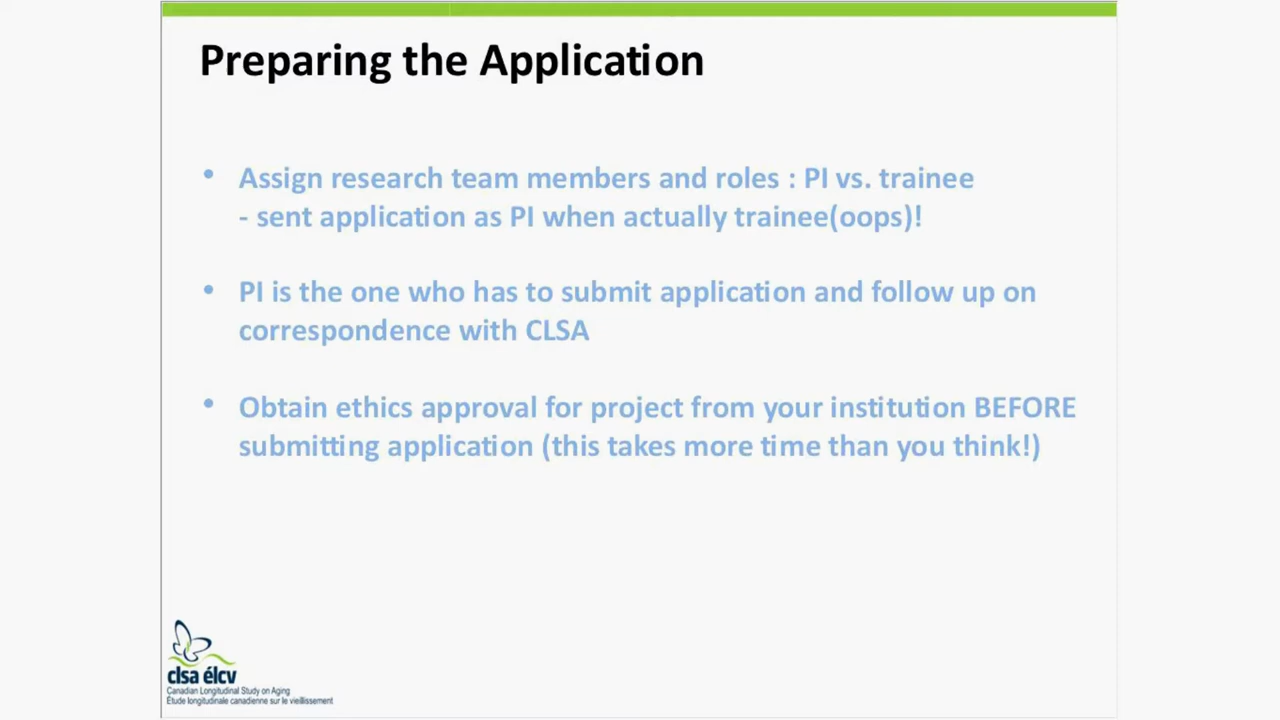 Preparing the Application
• Assign research team members and roles : PI vs. trainee
- sent application as PI when actually trainee(oops)!
• PI is the one who has to submit application and follow up on
correspondence with CLSA
• Obtain ethics approval for project from your institution BEFORE
submitting application (this takes more time than you think!)
clsa élcv
Canadian Longitudinal Study on Aging
Étude longitudinale canadienne sur le vieillissement